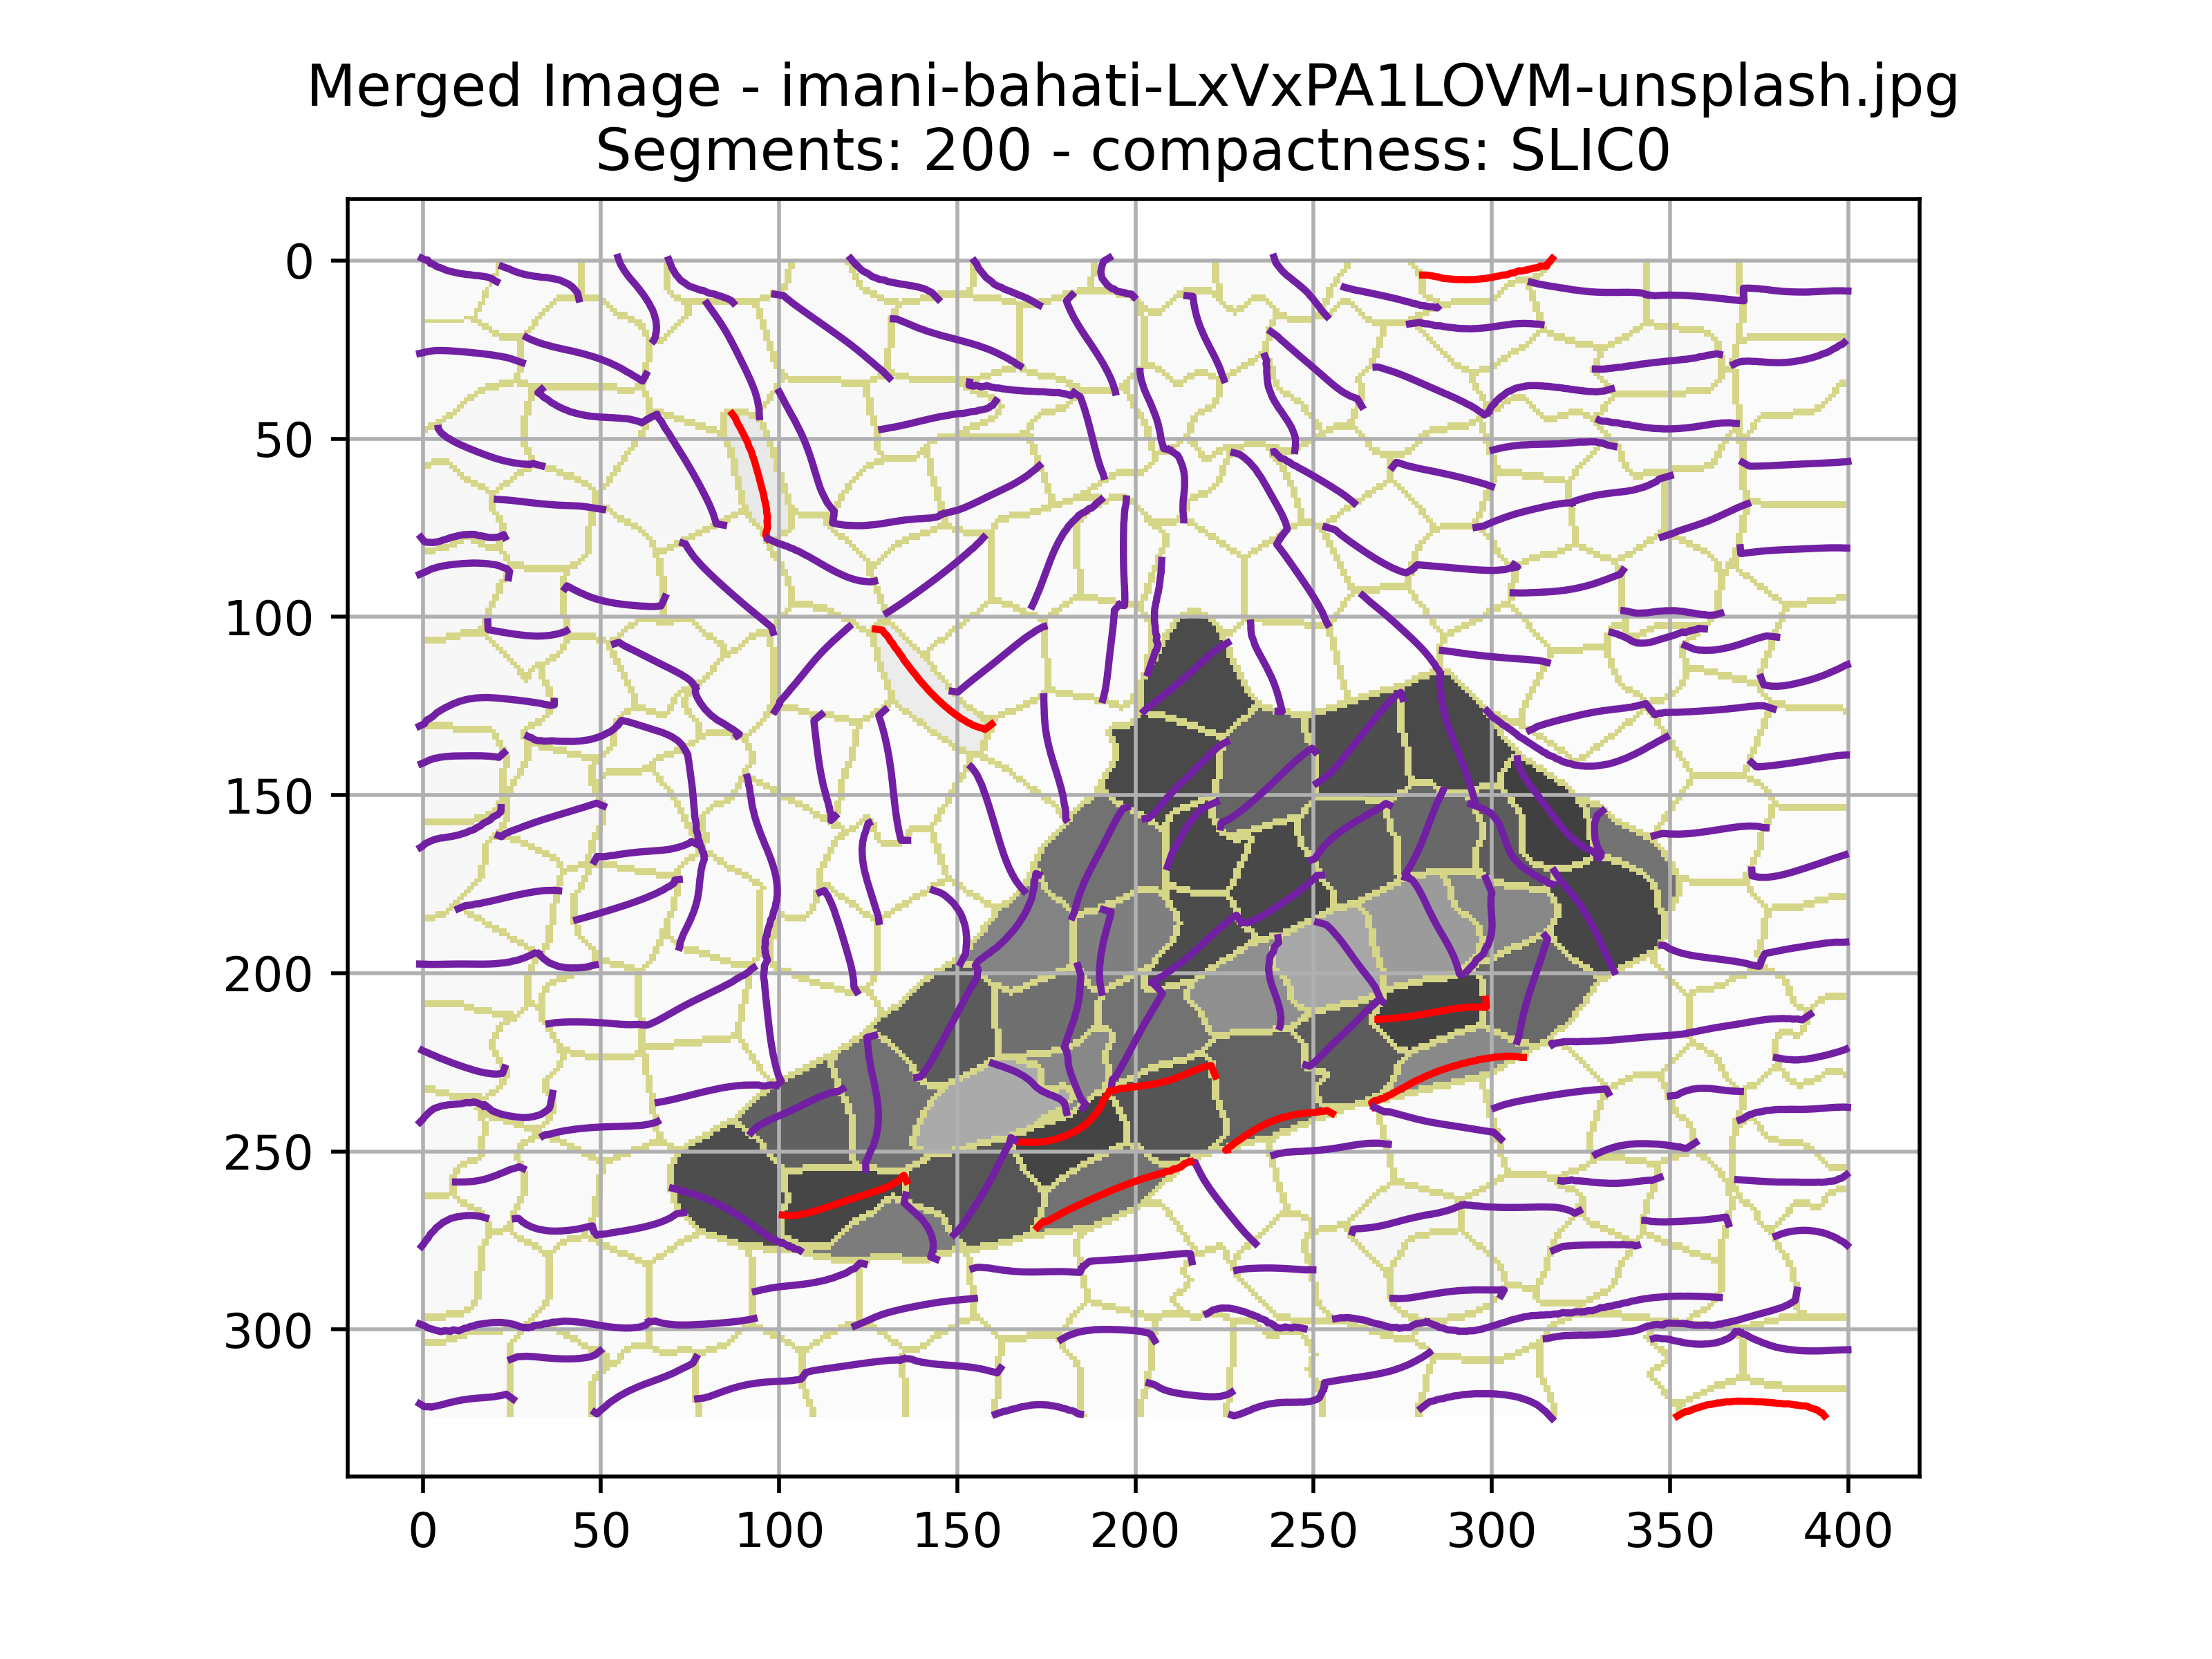 Merged Image - imani-bahati-LxVxPA1LOVM-unsplash.jpg
Segments: 200 - compactness: SLIC0
0
50
100
150
200
250
300
0 50 100 150 200 250 300 350 400